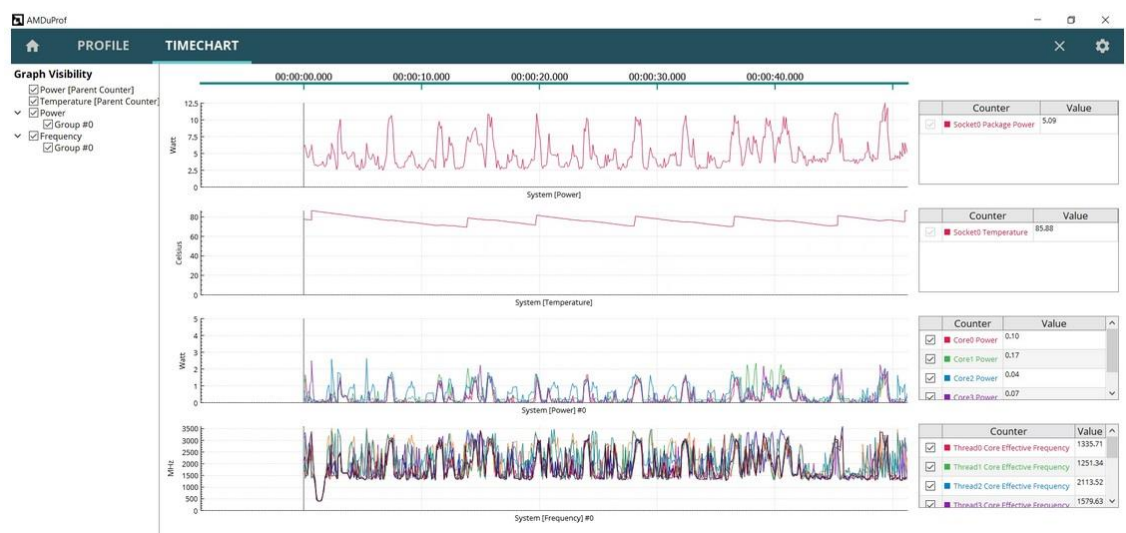 AMDuProf
PROFILE TIMECHART
Graph Visibility
Power [Parent Counter]
Temperature [Parent Counter]
Power
Group #0
Frequency
Group #0
00:00:00.000 00:00:10.000 00:00:20.000 00:00:30.000 00:00:40.000
12.5
10
7.5
5
2.5
0
Watt
System [Power]
Counter Value
Socket0 Package Power 5.09
80
60
40
20
0
Celsius
System [Temperature]
Counter Value
Socket0 Temperature 85.88
5
4
3
2
1
0
Watt
System [Power] #0
Counter Value
Core0 Power 0.10
Core1 Power 0.17
Core2 Power 0.04
Core3 Power 0.07
3500
3000
2500
2000
1500
1000
500
0
MHz
System [Frequency] #0
Counter Value
Thread0 Core Effective Frequency 1335.71
Thread1 Core Effective Frequency 1251.34
Thread2 Core Effective Frequency 2113.52
Thread3 Core Effective Frequency 1579.63